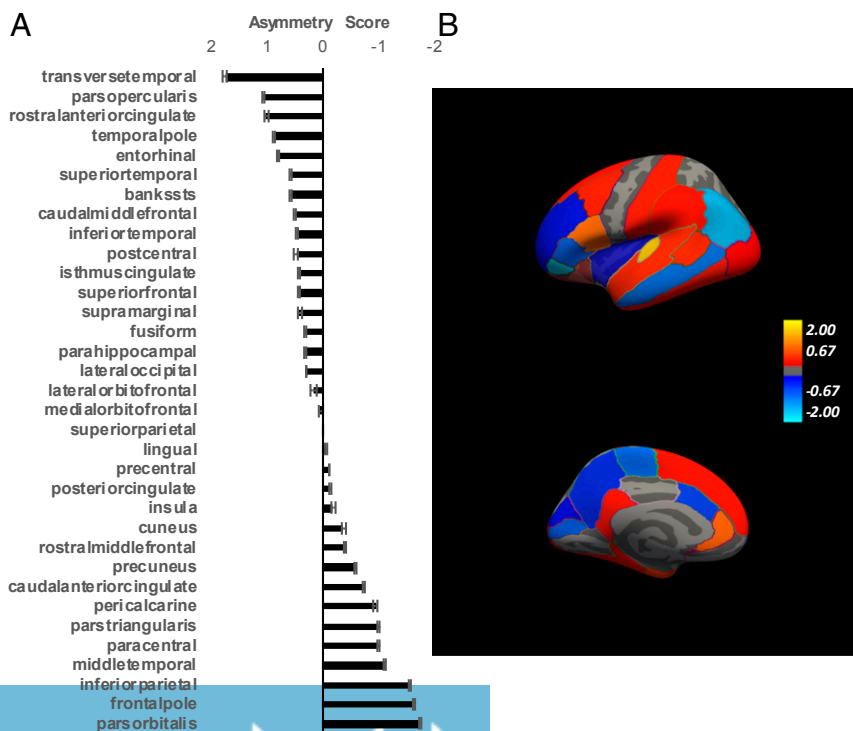 A
Asymmetry Score
2 1 0 -1 -2
transversetemporal
parsopercularis
rostralanteriorcingulate
temporalpole
entorhinal
superiortemporal
bankssts
caudalmiddlefrontal
inferiortemporal
postcentral
isthmuscingulate
superiorfrontal
supramarginal
fusiform
parahippocampal
lateraloccipital
lateralorbitofrontal
medialorbitofrontal
superiorparietal
lingual
precentral
posteriorcingulate
insula
cuneus
rostralmiddlefrontal
precuneus
caudalanteriorcingulate
pericalcarine
parstriangularis
paracentral
middletemporal
inferiorparietal
frontalpole
parsorbitalis
B
2.00
0.67
-0.67
-2.00